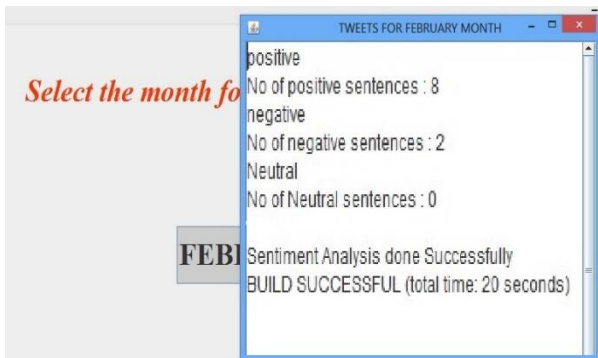 TWEETS FOR FEBRUARY MONTH
Select the month fo
FEBI
positive
No of positive sentences : 8
negative
No of negative sentences : 2
Neutral
No of Neutral sentences : 0
Sentiment Analysis done Successfully
BUILD SUCCESSFUL (total time: 20 seconds)